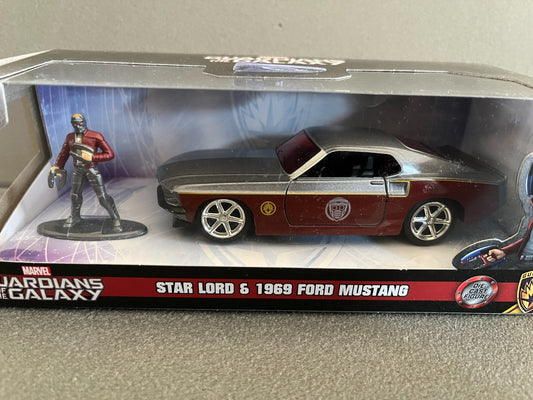 MARVEL
GUARDIANS
OF THE GALAXY
STAR LORD & 1969 FORD MUSTANG
DIE
CAST
FIGURE!